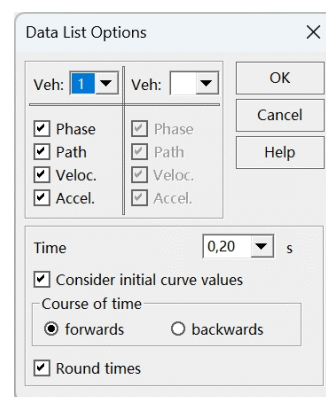 Data List Options
Veh: 1 Veh: OK
Cancel
Phase Phase
Path Path Help
Veloc. Veloc.
Accel. Accel.
Time 0,20 s
Consider initial curve values
Course of time
forwards backwards
Round times